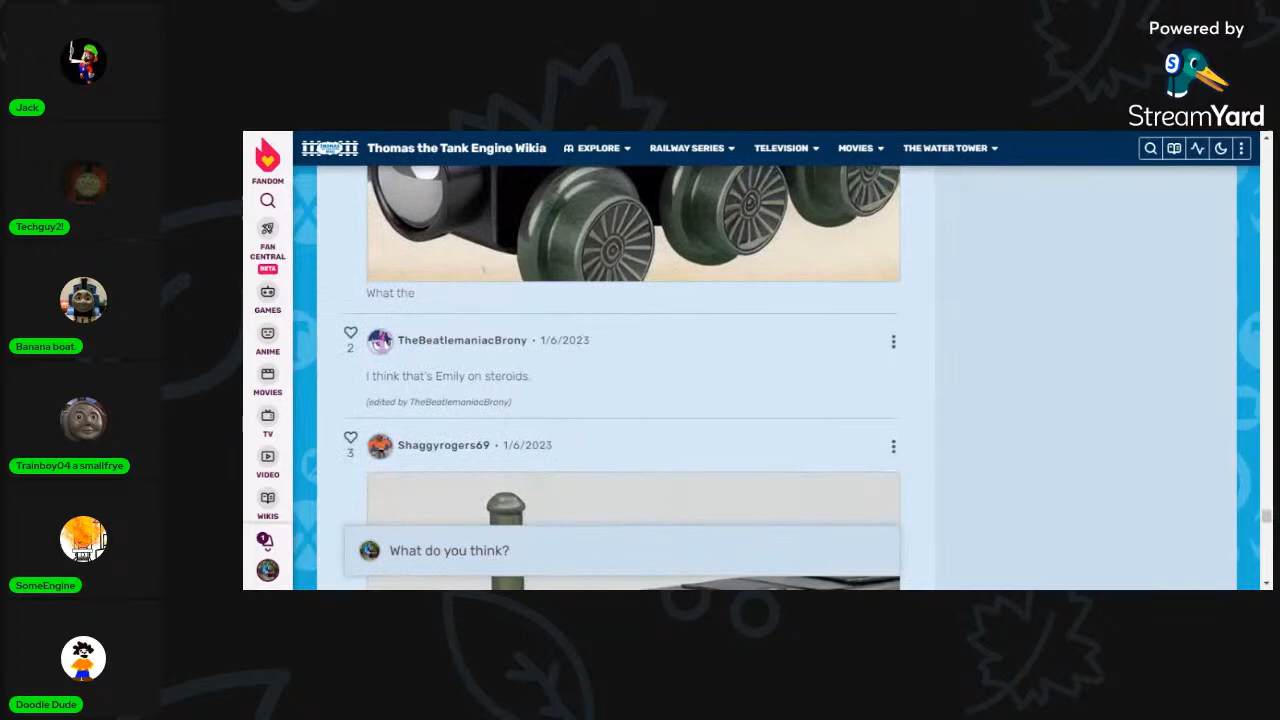 Powered by
StreamYard
Jack
Techguy2!
Banana boat.
Trainboy04 a smallfrye
SomeEngine
Doodle Dude
FANDOM
FAN
CENTRAL
BETA
GAMES
ANIME
MOVIES
TV
VIDEO
WIKIS
1
Thomas the Tank Engine Wikia
EXPLORE
RAILWAY SERIES
TELEVISION
MOVIES
THE WATER TOWER
What the
2
TheBeatlemaniacBrony • 1/6/2023
I think that's Emily on steroids.
(edited by TheBeatlemaniacBrony)
3
Shaggyrogers69 • 1/6/2023
What do you think?